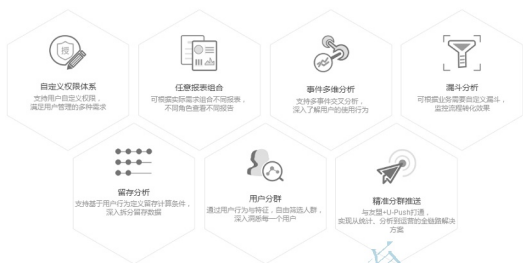 授
自定义权限体系
支持用户自定义权限，
满足用户管理的多种需求
任意报表组合
可根据实际需求组合不同报表，
不同角色查看不同报告
事件多维分析
支持多事件交叉分析，
深入了解用户的使用行为
漏斗分析
可根据业务需要自定义漏斗，
监控流程转化效果
留存分析
支持基于用户行为定义留存计算条件，
深入拆分留存数据
用户分群
通过用户行为与特征，自由筛选人群，
深入洞悉每一个用户
精准分群推送
与友盟+U-Push打通，
实现从统计、分析到运营的全链路解决
方案